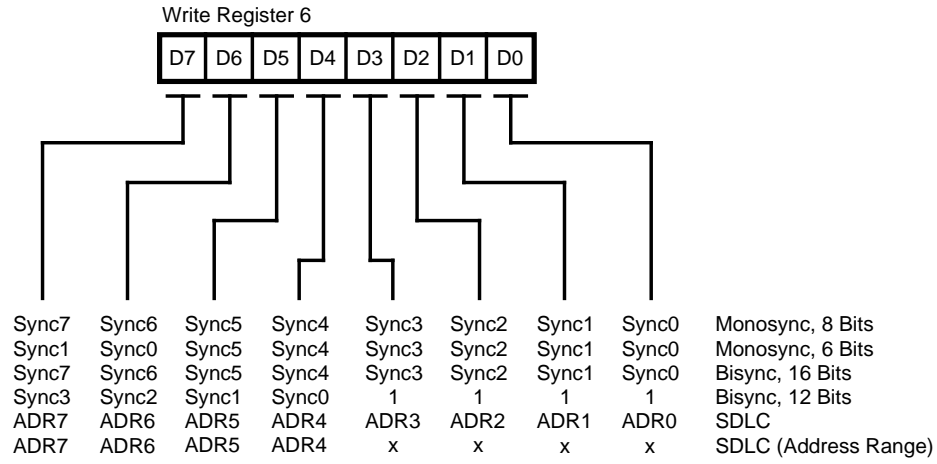 Write Register 6
D7 D6 D5 D4 D3 D2 D1 D0
Sync7 Sync6 Sync5 Sync4 Sync3 Sync2 Sync1 Sync0 Monosync, 8 Bits
Sync1 Sync0 Sync5 Sync4 Sync3 Sync2 Sync1 Sync0 Monosync, 6 Bits
Sync7 Sync6 Sync5 Sync4 Sync3 Sync2 Sync1 Sync0 Bisync, 16 Bits
Sync3 Sync2 Sync1 Sync0 1 1 1 1 Bisync, 12 Bits
ADR7 ADR6 ADR5 ADR4 ADR3 ADR2 ADR1 ADR0 SDLC
ADR7 ADR6 ADR5 ADR4 x x x x SDLC (Address Range)